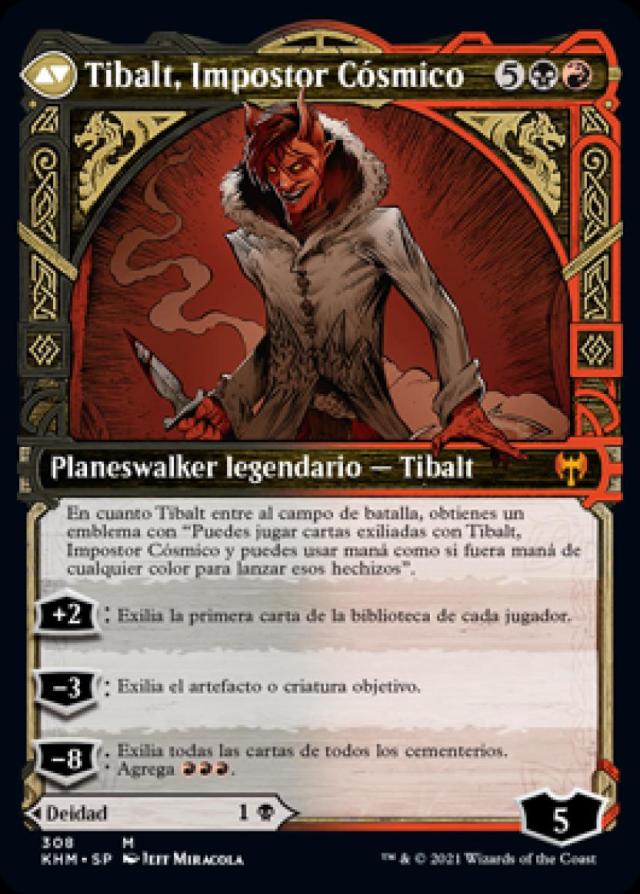 Tibalt, Impostor Cósmico 5
Planeswalker legendario — Tibalt
En cuanto Tibalt entre al campo de batalla, obtienes un
emblema con “Puedes jugar cartas exiliadas con Tibalt,
Impostor Cósmico y puedes usar maná como si fuera maná de
cualquier color para lanzar esos hechizos”.
+2 : Exilia la primera carta de la biblioteca de cada jugador.
−3 : Exilia el artefacto o criatura objetivo.
−8 : Exilia todas las cartas de todos los cementerios.
Agrega .
Deidad 1
5
308 M
KHM • SP Jeff Miracola
™ & © 2021 Wizards of the Coast